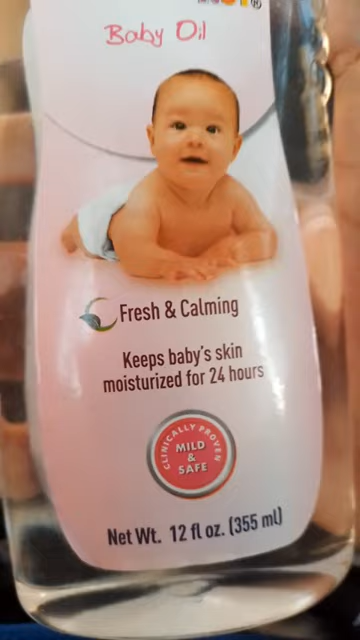 Baby Oil
Fresh & Calming
Keeps baby's skin
moisturized for 24 hours
CLINICALLY PROVEN
MILD
&
SAFE
Net Wt. 12 fl oz. (355 ml)